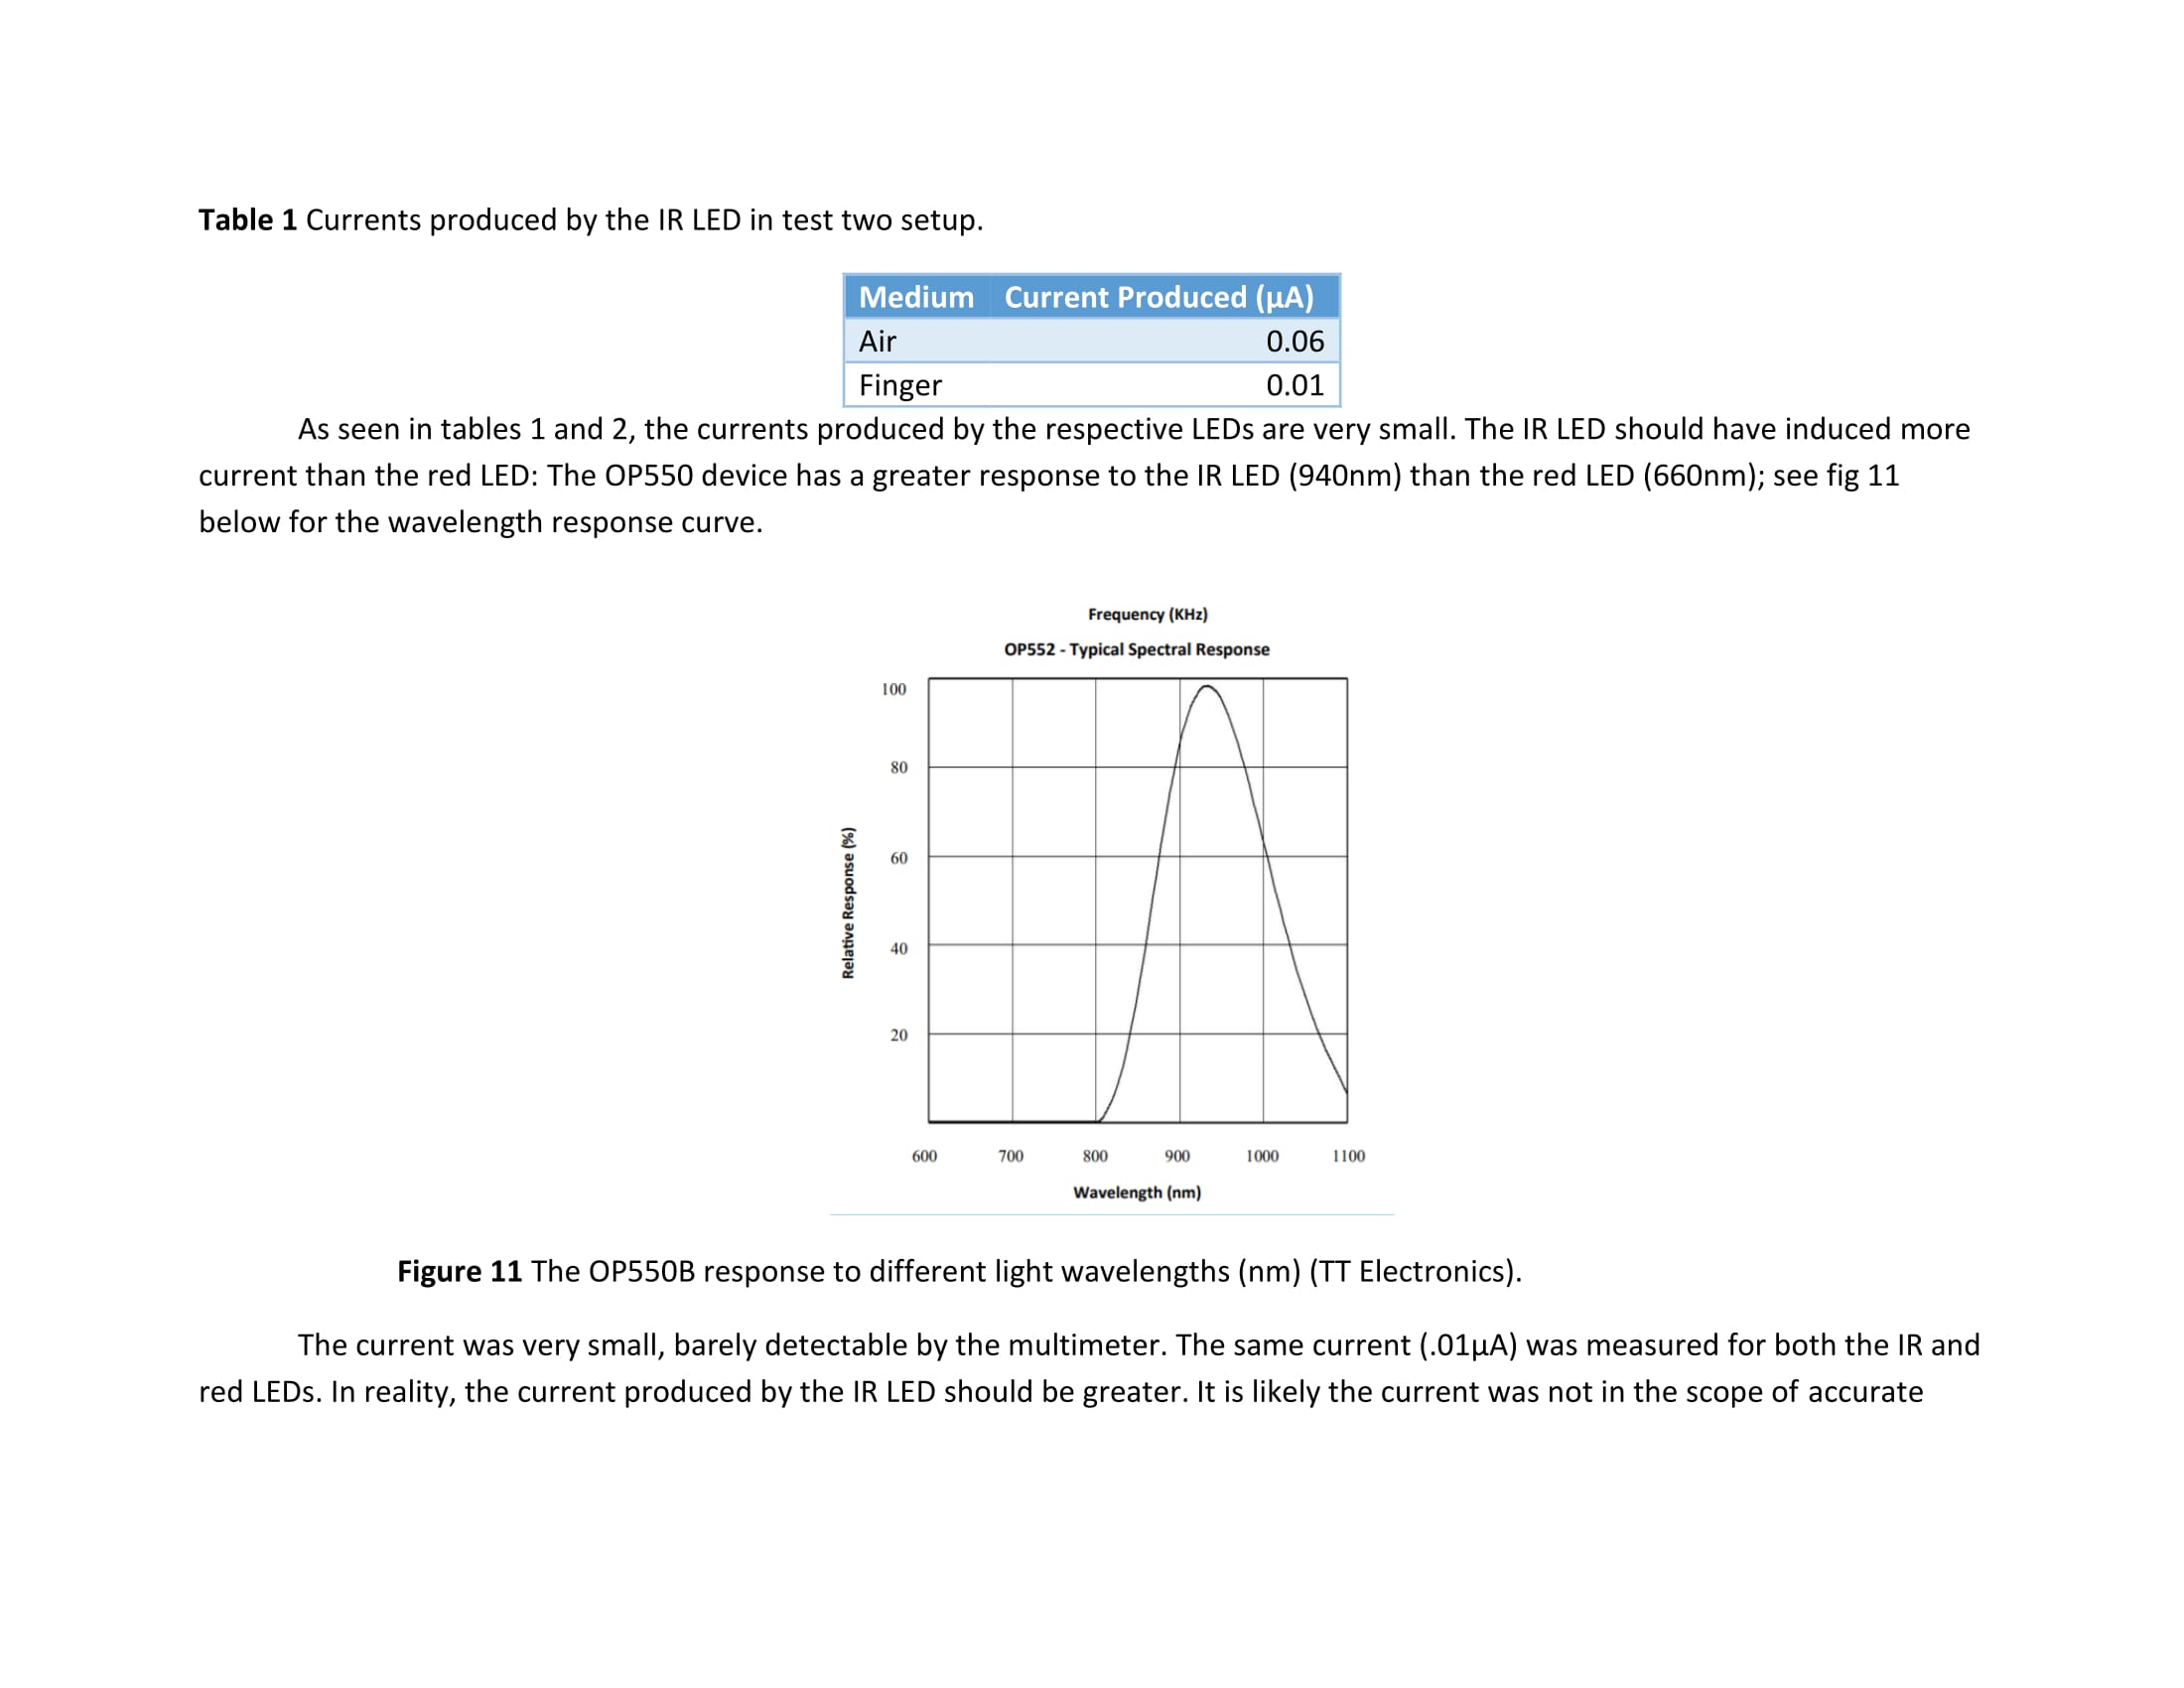 Table 1 Currents produced by the IR LED in test two setup.
Medium Current Produced (µA)
Air 0.06
Finger 0.01
As seen in tables 1 and 2, the currents produced by the respective LEDs are very small. The IR LED should have induced more
current than the red LED: The OP550 device has a greater response to the IR LED (940nm) than the red LED (660nm); see fig 11
below for the wavelength response curve.
Frequency (KHz)
OP552 - Typical Spectral Response
100
80
60
40
20
Relative Response (%)
600 700 800 900 1000 1100
Wavelength (nm)
Figure 11 The OP550B response to different light wavelengths (nm) (TT Electronics).
The current was very small, barely detectable by the multimeter. The same current (.01µA) was measured for both the IR and
red LEDs. In reality, the current produced by the IR LED should be greater. It is likely the current was not in the scope of accurate